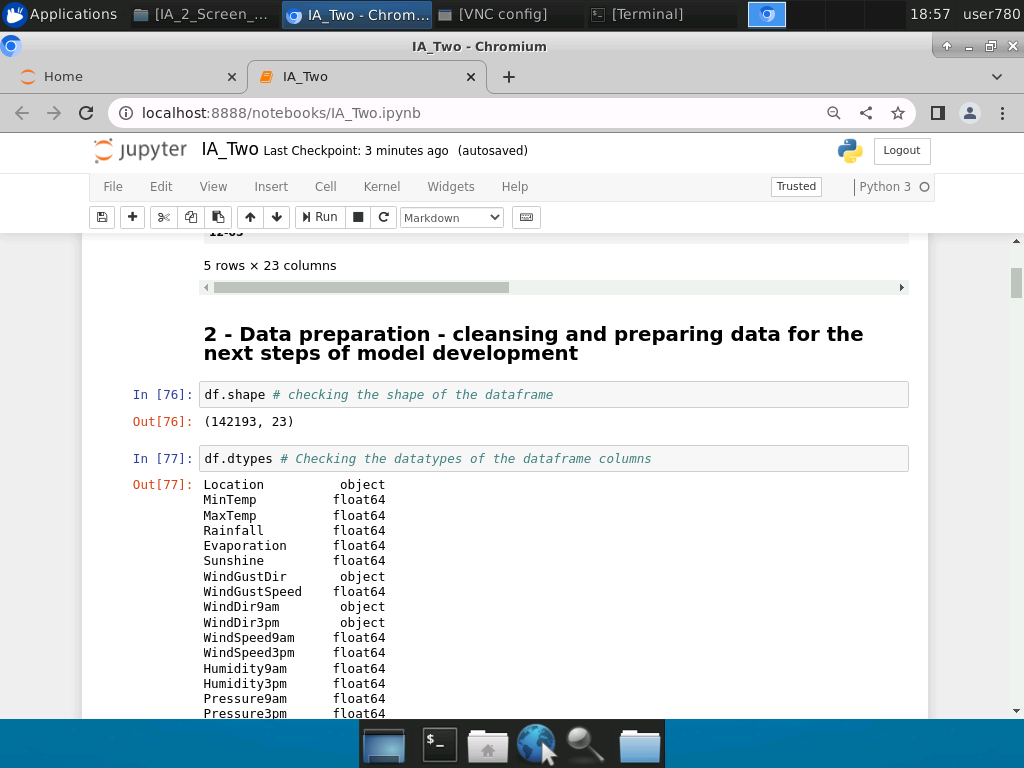 Applications
[IA_2_Screen_...
IA_Two - Chrom...
[VNC config]
[Terminal]
18:57
user780
IA_Two - Chromium
Home
IA_Two
localhost:8888/notebooks/IA_Two.ipynb
jupyter
IA_Two Last Checkpoint: 3 minutes ago (autosaved)
Logout
File Edit View Insert Cell Kernel Widgets Help
Trusted
Python 3
Run
Markdown
12-05
5 rows × 23 columns
2 - Data preparation - cleansing and preparing data for the
next steps of model development
In [76]: df.shape # checking the shape of the dataframe
Out[76]: (142193, 23)
In [77]: df.dtypes # Checking the datatypes of the dataframe columns
Out[77]: Location object
MinTemp float64
MaxTemp float64
Rainfall float64
Evaporation float64
Sunshine float64
WindGustDir object
WindGustSpeed float64
WindDir9am object
WindDir3pm object
WindSpeed9am float64
WindSpeed3pm float64
Humidity9am float64
Humidity3pm float64
Pressure9am float64
Pressure3pm float64
$_